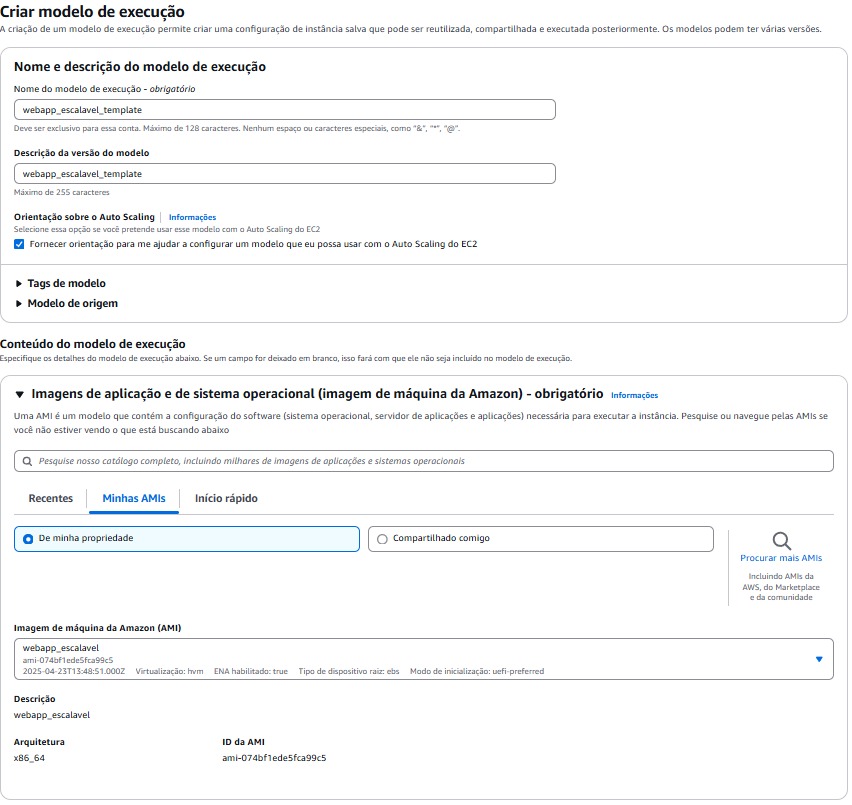 Criar modelo de execução
A criação de um modelo de execução permite criar uma configuração de instância salva que pode ser reutilizada, compartilhada e executada posteriormente. Os modelos podem ter várias versões.
Nome e descrição do modelo de execução
Nome do modelo de execução - obrigatório
webapp_escalavel_template
Deve ser exclusivo para essa conta. Máximo de 128 caracteres. Nenhum espaço ou caracteres especiais, como "&", "*", "@".
Descrição da versão do modelo
webapp_escalavel_template
Máximo de 255 caracteres
Orientação sobre o Auto Scaling Informações
Selecione essa opção se você pretende usar esse modelo com o Auto Scaling do EC2
Fornecer orientação para me ajudar a configurar um modelo que eu possa usar com o Auto Scaling do EC2
Tags de modelo
Modelo de origem
Conteúdo do modelo de execução
Especifique os detalhes do modelo de execução abaixo. Se um campo for deixado em branco, isso fará com que ele não seja incluído no modelo de execução.
Imagens de aplicação e de sistema operacional (imagem de máquina da Amazon) - obrigatório Informações
Uma AMI é um modelo que contém a configuração do software (sistema operacional, servidor de aplicações e aplicações) necessária para executar a instância. Pesquise ou navegue pelas AMIs se
você não estiver vendo o que está buscando abaixo
Pesquise nosso catálogo completo, incluindo milhares de imagens de aplicações e sistemas operacionais
Recentes Minhas AMIs Início rápido
De minha propriedade Compartilhado comigo
Procurar mais AMIs
Incluindo AMIs da
AWS, do Marketplace
e da comunidade
Imagem de máquina da Amazon (AMI)
webapp_escalavel
ami-074bf1ede5fca99c5
2025-04-23T13:48:51.000Z Virtualização: hvm ENA habilitado: true Tipo de dispositivo raiz: ebs Modo de inicialização: uefi-preferred
Descrição
webapp_escalavel
Arquitetura ID da AMI
x86_64 ami-074bf1ede5fca99c5